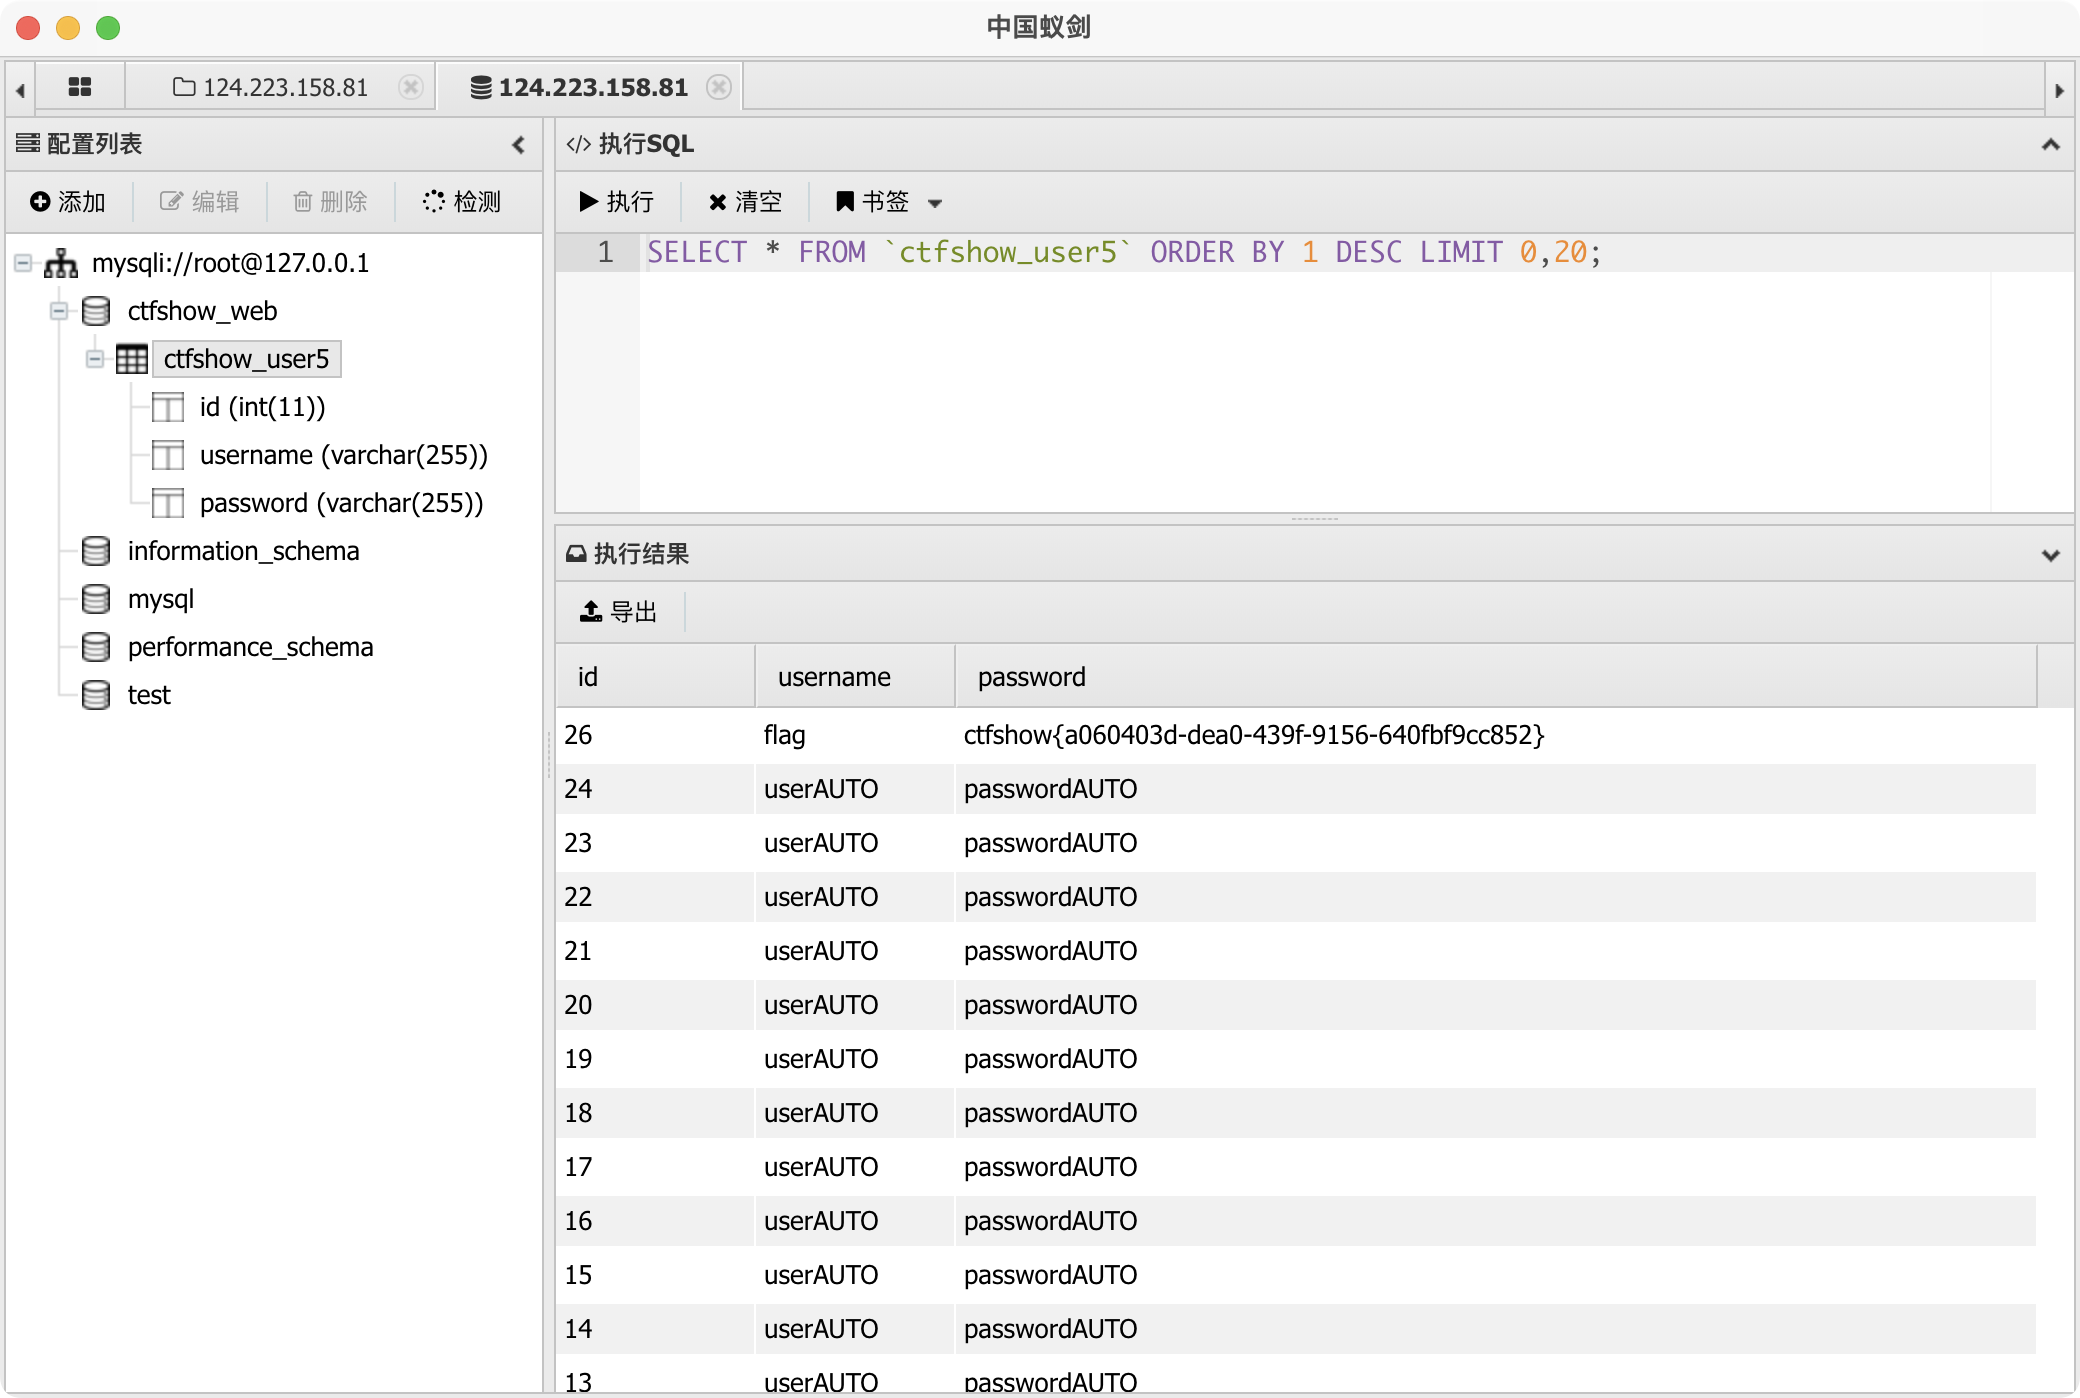 中国蚁剑
124.223.158.81
124.223.158.81
配置列表
添加 编辑 删除 检测
mysqli://root@127.0.0.1
ctfshow_web
ctfshow_user5
id (int(11))
username (varchar(255))
password (varchar(255))
information_schema
mysql
performance_schema
test
执行SQL
执行 清空 书签
1 SELECT * FROM `ctfshow_user5` ORDER BY 1 DESC LIMIT 0,20;
执行结果
导出
id username password
26 flag ctfshow{a060403d-dea0-439f-9156-640fbf9cc852}
24 userAUTO passwordAUTO
23 userAUTO passwordAUTO
22 userAUTO passwordAUTO
21 userAUTO passwordAUTO
20 userAUTO passwordAUTO
19 userAUTO passwordAUTO
18 userAUTO passwordAUTO
17 userAUTO passwordAUTO
16 userAUTO passwordAUTO
15 userAUTO passwordAUTO
14 userAUTO passwordAUTO
13 userAUTO passwordAUTO